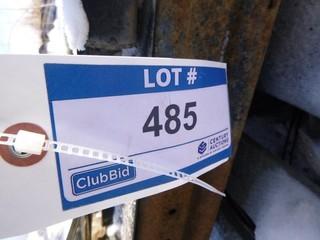 LOT #
485
ClubBid
CENTURY
AUCTIONS